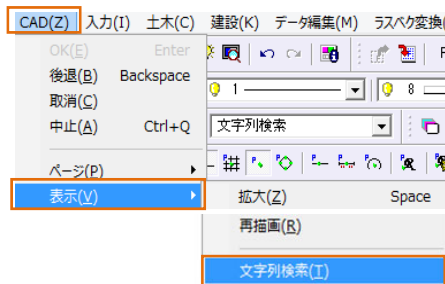 CAD(Z) 入力(I) 土木(C) 建設(K) データ編集(M) ラスベク変換(
OK(E) Enter
後退(B) Backspace
1 8
取消(C)
中止(A) Ctrl+Q
文字列検索
ページ(P)
表示(V)
拡大(Z) Space
再描画(R)
文字列検索(T)